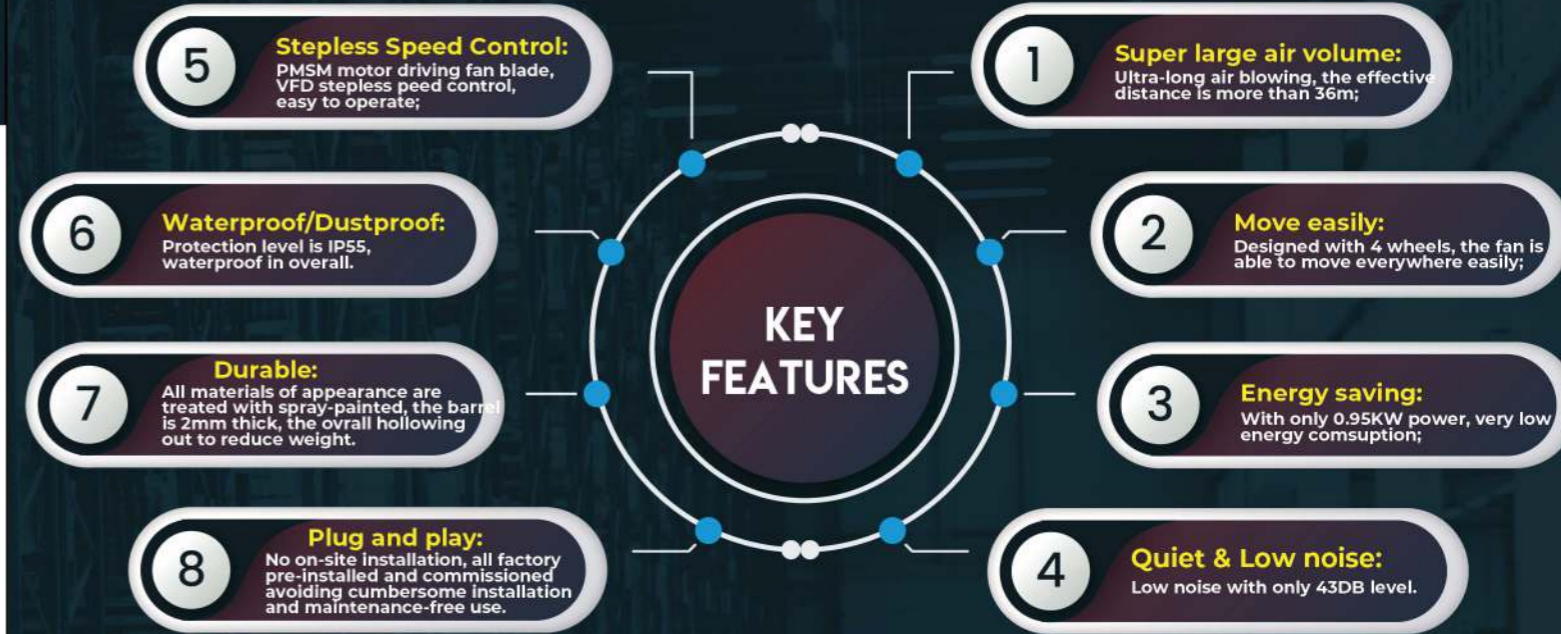 1
Super large air volume:
Ultra-long air blowing, the effective
distance is more than 36m;
2
Move easily:
Designed with 4 wheels, the fan is
able to move everywhere easily;
3
Energy saving:
With only 0.95KW power, very low
energy comsuption;
4
Quiet & Low noise:
Low noise with only 43DB level.
5
Stepless Speed Control:
PMSM motor driving fan blade,
VFD stepless peed control,
easy to operate;
6
Waterproof/Dustproof:
Protection level is IP55,
waterproof in overall.
7
Durable:
All materials of appearance are
treated with spray-painted, the barrel
is 2mm thick, the ovrall hollowing
out to reduce weight.
8
Plug and play:
No on-site installation, all factory
pre-installed and commissioned
avoiding cumbersome installation
and maintenance-free use.
KEY
FEATURES